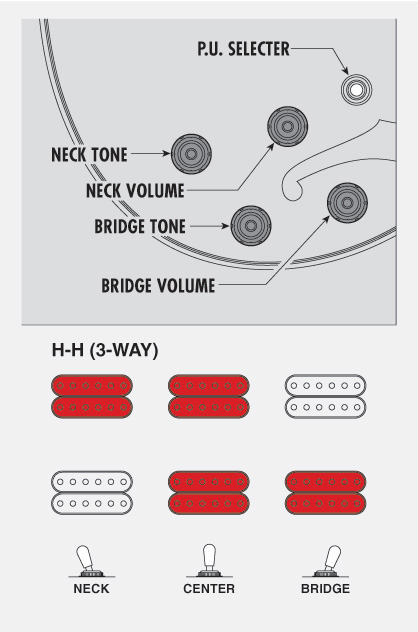 P.U. SELECTER
NECK TONE
NECK VOLUME
BRIDGE TONE
BRIDGE VOLUME
H-H (3-WAY)
NECK
CENTER
BRIDGE